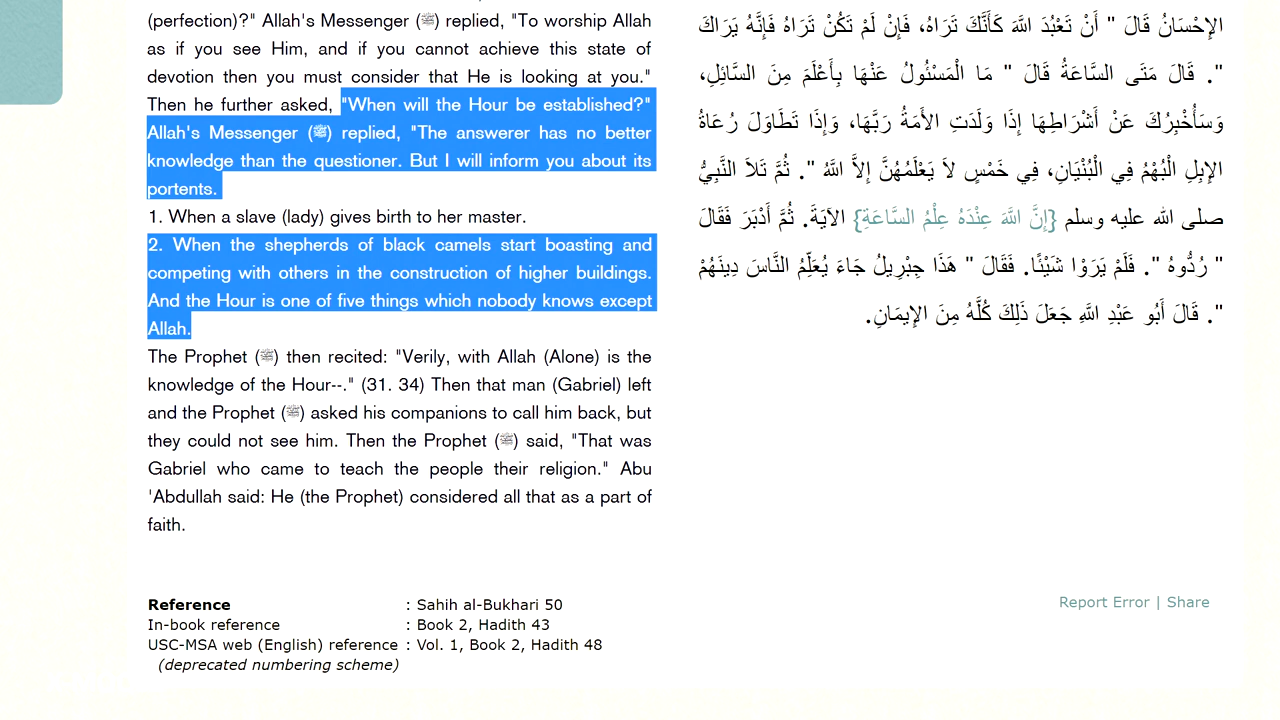 (perfection)?" Allah's Messenger (ﷺ) replied, "To worship Allah
as if you see Him, and if you cannot achieve this state of
devotion then you must consider that He is looking at you."
Then he further asked, "When will the Hour be established?"
Allah's Messenger (ﷺ) replied, "The answerer has no better
knowledge than the questioner. But I will inform you about its
portents.
1. When a slave (lady) gives birth to her master.
2. When the shepherds of black camels start boasting and
competing with others in the construction of higher buildings.
And the Hour is one of five things which nobody knows except
Allah.
The Prophet (ﷺ) then recited: "Verily, with Allah (Alone) is the
knowledge of the Hour--." (31. 34) Then that man (Gabriel) left
and the Prophet (ﷺ) asked his companions to call him back, but
they could not see him. Then the Prophet (ﷺ) said, "That was
Gabriel who came to teach the people their religion." Abu
'Abdullah said: He (the Prophet) considered all that as a part of
faith.
الإِحْسَانُ قَالَ " أَنْ تَعْبُدَ اللَّهَ كَأَنَّكَ تَرَاهُ، فَإِنْ لَمْ تَكُنْ تَرَاهُ فَإِنَّهُ يَرَاكَ
". قَالَ مَتَى السَّاعَةُ قَالَ " مَا الْمَسْئُولُ عَنْهَا بِأَعْلَمَ مِنَ السَّائِلِ،
وَسَأُخْبِرُكَ عَنْ أَشْرَاطِهَا إِذَا وَلَدَتِ الأَمَةُ رَبَّهَا، وَإِذَا تَطَاوَلَ رُعَاةُ
الإِبِلِ الْبُهْمُ فِي الْبُنْيَانِ، فِي خَمْسٍ لاَ يَعْلَمُهُنَّ إِلاَّ اللَّهُ ". ثُمَّ تَلاَ النَّبِيُّ
صلى الله عليه وسلم {إِنَّ اللَّهَ عِنْدَهُ عِلْمُ السَّاعَةِ} الآيَةَ. ثُمَّ أَدْبَرَ فَقَالَ
" رُدُّوهُ ". فَلَمْ يَرَوْا شَيْئًا. فَقَالَ " هَذَا جِبْرِيلُ جَاءَ يُعَلِّمُ النَّاسَ دِينَهُمْ
". قَالَ أَبُو عَبْدِ اللَّهِ جَعَلَ ذَلِكَ كُلَّهُ مِنَ الإِيمَانِ.
Reference : Sahih al-Bukhari 50
In-book reference : Book 2, Hadith 43
USC-MSA web (English) reference : Vol. 1, Book 2, Hadith 48
(deprecated numbering scheme)
Report Error | Share